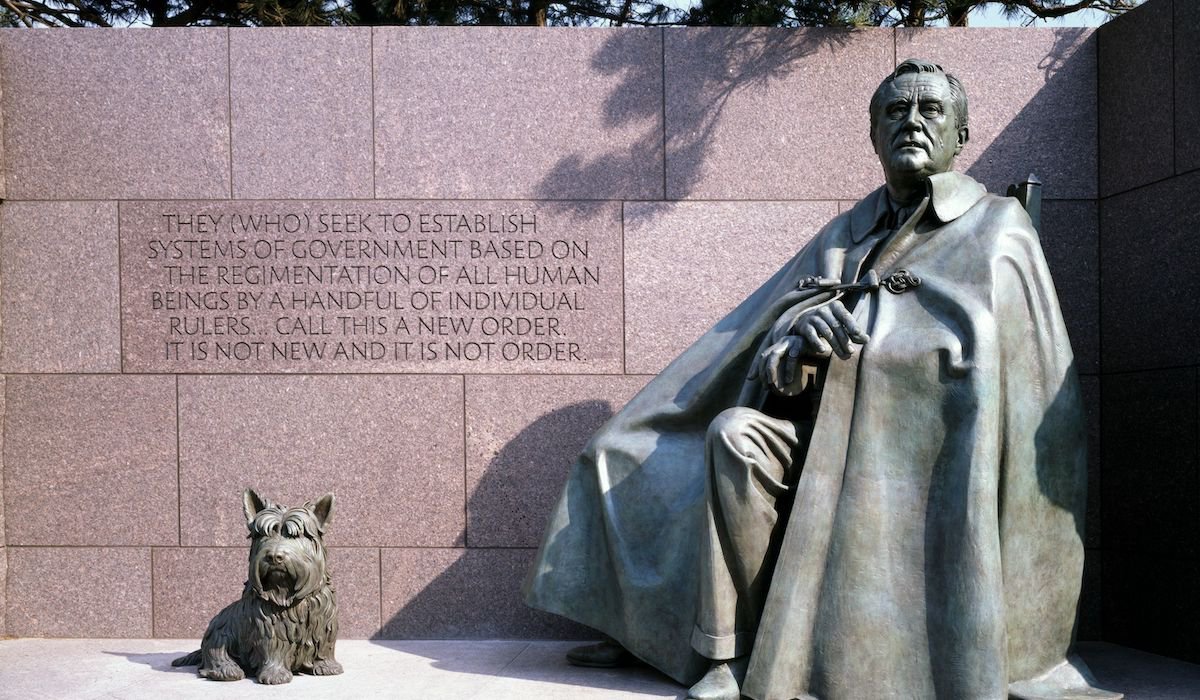 THEY (WHO) SEEK TO ESTABLISH
SYSTEMS OF GOVERNMENT BASED ON
THE REGIMENTATION OF ALL HUMAN
BEINGS BY A HANDFUL OF INDIVIDUAL
RULERS... CALL THIS A NEW ORDER.
IT IS NOT NEW AND IT IS NOT ORDER.